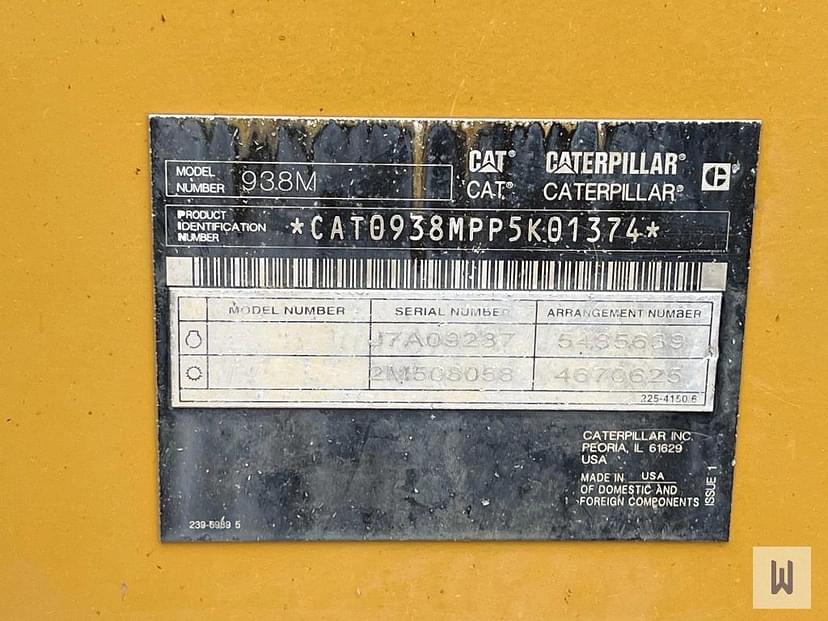 CAT® CATERPILLAR®
MODEL NUMBER 938M CAT® CATERPILLAR®
PRODUCT IDENTIFICATION NUMBER *CAT0938MPP5K01374*
MODEL NUMBER SERIAL NUMBER ARRANGEMENT NUMBER
J7A09237 5435639
2M508058 4670625
225-4150 6
CATERPILLAR INC.
PEORIA, IL 61629
USA
MADE IN USA
OF DOMESTIC AND
FOREIGN COMPONENTS
ISSUE 1
239-5989 5
W